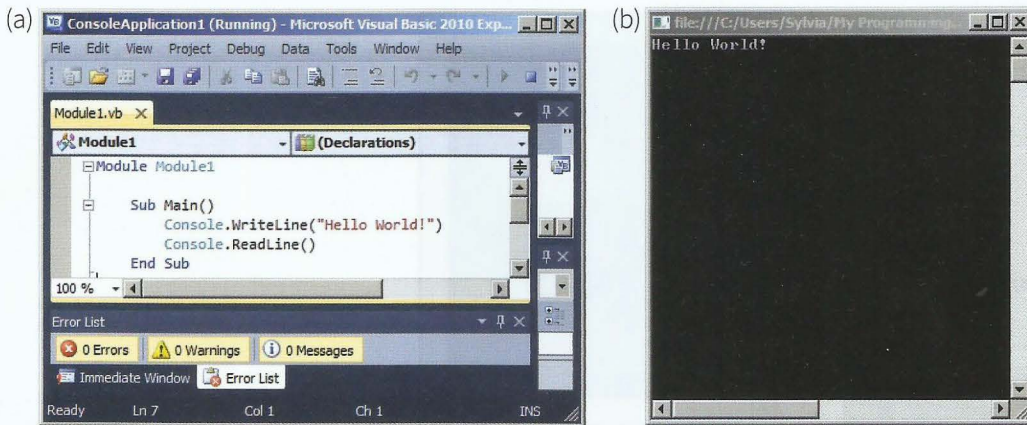 (a)
ConsoleApplication1 (Running) - Microsoft Visual Basic 2010 Exp...
File Edit View Project Debug Data Tools Window Help
Module1.vb
Module1 (Declarations)
Module Module1
Sub Main()
Console.WriteLine("Hello World!")
Console.ReadLine()
End Sub
100 %
Error List
0 Errors 0 Warnings 0 Messages
Immediate Window Error List
Ready Ln 7 Col 1 Ch 1 INS
(b)
file:///C:/Users/Sylvia/My Programming...
Hello World!